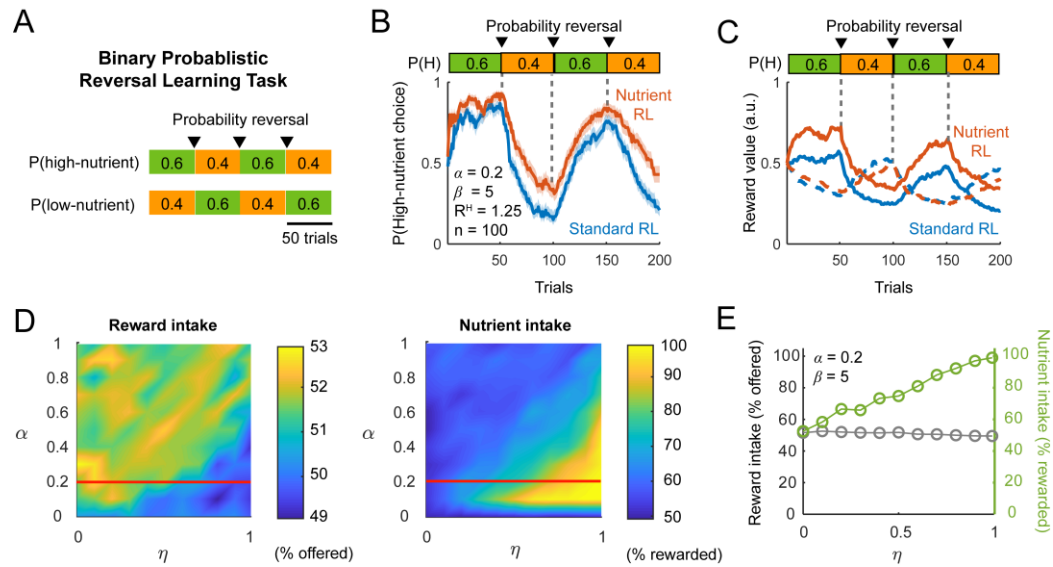 A
Binary Probablistic
Reversal Learning Task
Probability reversal
P(high-nutrient) 0.6 0.4 0.6 0.4
P(low-nutrient) 0.4 0.6 0.4 0.6
50 trials
B
Probability reversal
P(H) 0.6 0.4 0.6 0.4
P(High-nutrient choice)
1
0.5
0
Nutrient
RL
α = 0.2
β = 5
R^H = 1.25
n = 100
Standard RL
0 50 100 150 200
Trials
C
Probability reversal
P(H) 0.6 0.4 0.6 0.4
Reward value (a.u.)
1
0.5
0
Nutrient
RL
Standard RL
0 50 100 150 200
Trials
D
Reward intake
α
1
0.8
0.6
0.4
0.2
0
0 1
η
53
52
51
50
49
(% offered)
Nutrient intake
1
0.8
0.6
0.4
0.2
0
0 1
η
100
90
80
70
60
50
(% rewarded)
E
α = 0.2
β = 5
Reward intake (% offered)
100
80
60
40
20
0
Nutrient intake (% rewarded)
100
80
60
40
20
0
0 0.5 1
η